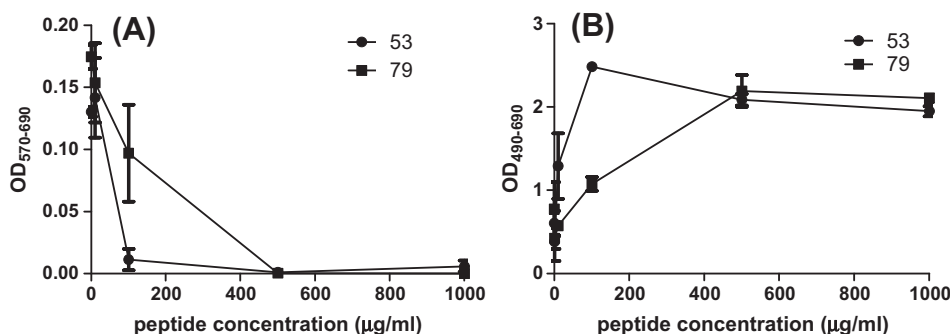 (A)
53
79
0.20
0.15
0.10
0.05
0.00
OD570-690
0 200 400 600 800 1000
peptide concentration (µg/ml)
(B)
53
79
3
2
1
0
OD490-690
0 200 400 600 800 1000
peptide concentration (µg/ml)